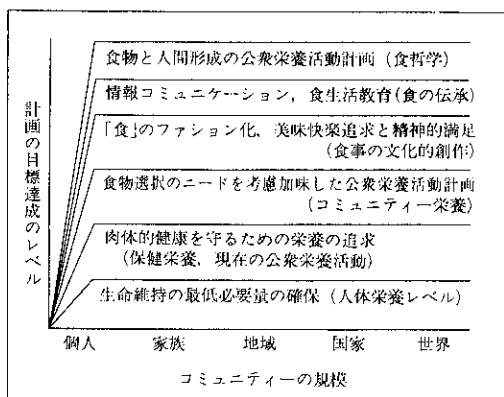 食物と人間形成の公衆栄養活動計画（食哲学）
情報コミュニケーション，食生活教育（食の伝承）
「食」のファション化，美味快楽追求と精神的満足
（食事の文化的創作）
食物選択のニードを考慮加味した公衆栄養活動計画
（コミュニティー栄養）
肉体的健康を守るための栄養の追求
（保健栄養，現在の公衆栄養活動）
生命維持の最低必要量の確保（人体栄養レベル）
計画の目標達成のレベル
個人 家族 地域 国家 世界
コミュニティーの規模